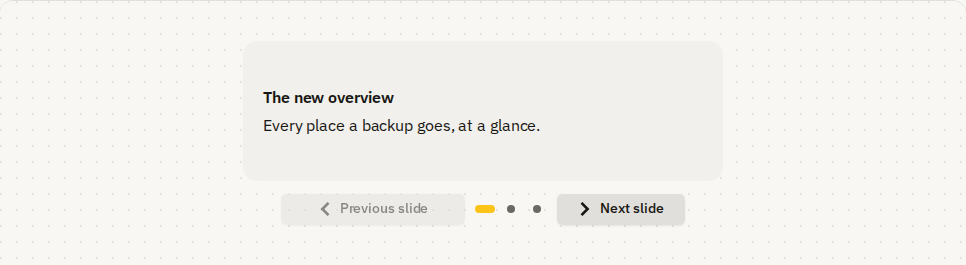 The new overview
Every place a backup goes, at a glance.
Previous slide
Next slide